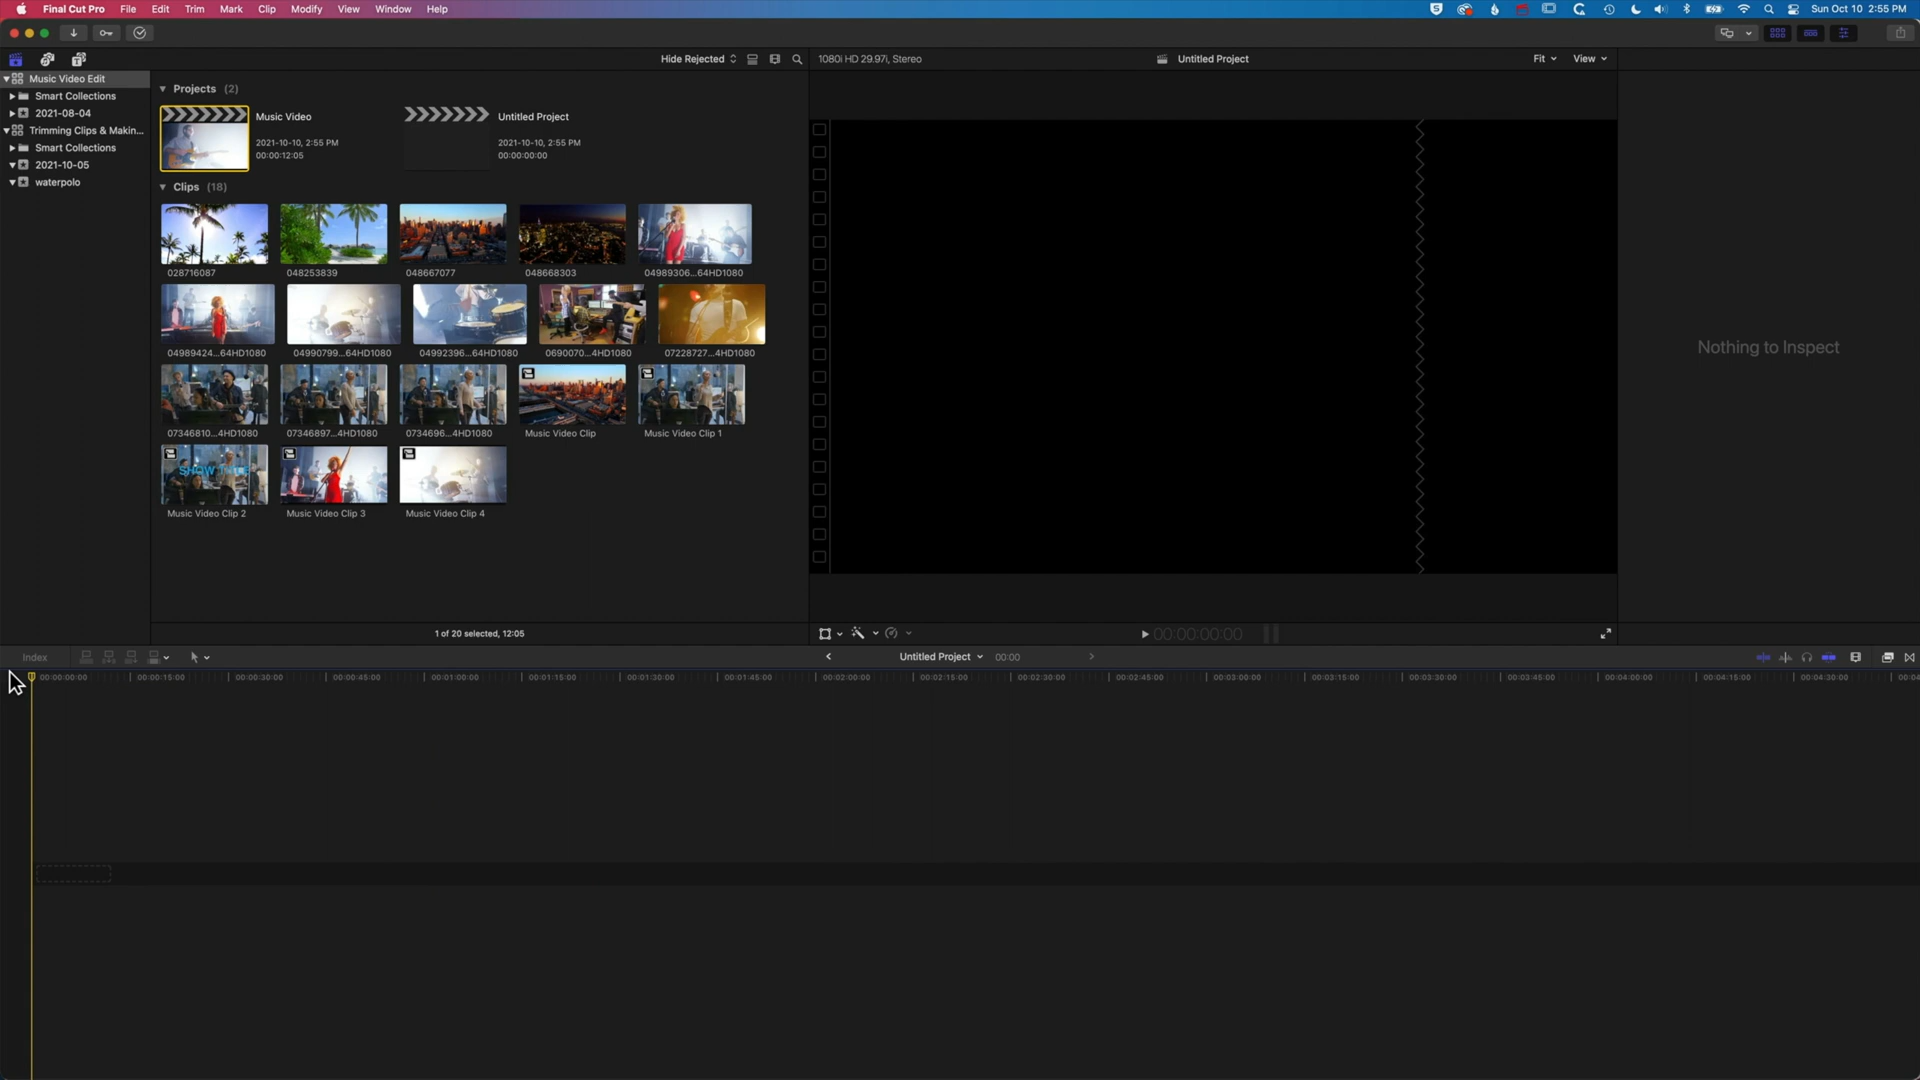 Final Cut Pro File Edit Trim Mark Clip Modify View Window Help
Sun Oct 10 2:55 PM
Hide Rejected
1080i HD 29.97i, Stereo
Untitled Project
Fit
View
Music Video Edit
Smart Collections
2021-08-04
Trimming Clips & Makin...
Smart Collections
2021-10-05
waterpolo
Projects (2)
Music Video
2021-10-10, 2:55 PM
00:00:12:05
Untitled Project
2021-10-10, 2:55 PM
00:00:00:00
Clips (18)
028716087
048253839
048667077
048668303
04989306...64HD1080
04989424...64HD1080
04990799...64HD1080
04992396...64HD1080
0690070...4HD1080
07228727...4HD1080
07346810...4HD1080
07346897...4HD1080
0734696...4HD1080
Music Video Clip
Music Video Clip 1
SHOW TITLE
Music Video Clip 2
Music Video Clip 3
Music Video Clip 4
Nothing to Inspect
1 of 20 selected, 12:05
00:00:00:00
Index
Untitled Project
00:00
00:00:00:00
00:00:15:00
00:00:30:00
00:00:45:00
00:01:00:00
00:01:15:00
00:01:30:00
00:01:45:00
00:02:00:00
00:02:15:00
00:02:30:00
00:02:45:00
00:03:00:00
00:03:15:00
00:03:30:00
00:03:45:00
00:04:00:00
00:04:15:00
00:04:30:00
00:04